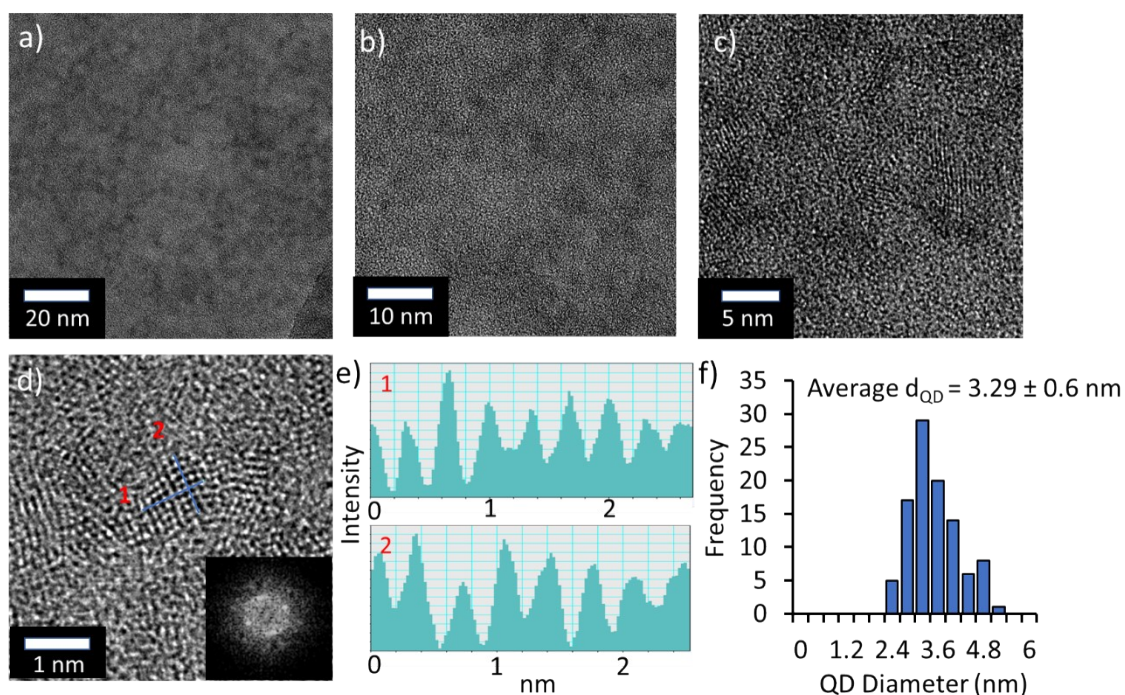 a)
20 nm
b)
10 nm
c)
5 nm
d)
2
1
1 nm
e)
1
0 1 2
Intensity
2
0 1 2
nm
f)
Average dQD = 3.29 ± 0.6 nm
35
30
25
20
15
10
5
0
Frequency
0 1.2 2.4 3.6 4.8 6
QD Diameter (nm)